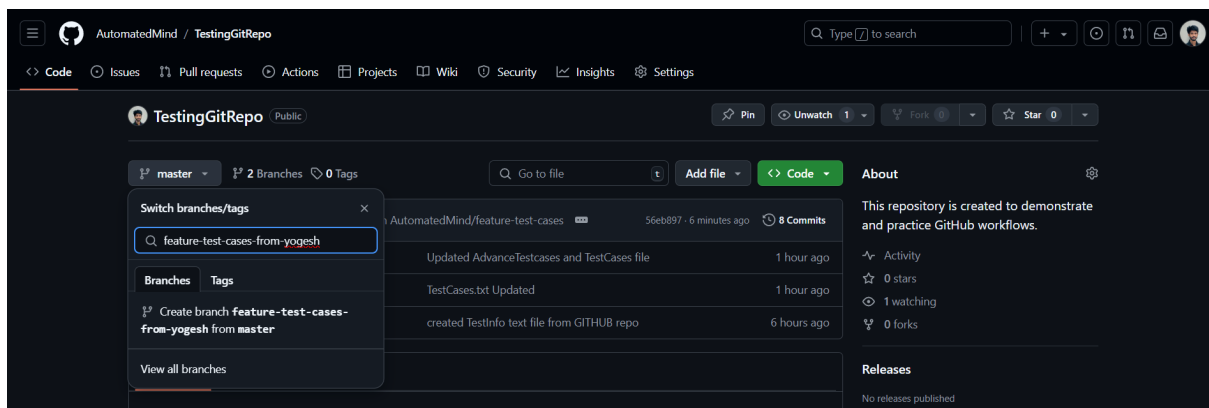 AutomatedMind / TestingGitRepo
Type / to search
Code Issues Pull requests Actions Projects Wiki Security Insights Settings
TestingGitRepo Public
Pin Unwatch 1 Fork 0 Star 0
master 2 Branches 0 Tags Go to file t Add file Code
Switch branches/tags
feature-test-cases-from-yogesh
Branches Tags
Create branch feature-test-cases-
from-yogesh from master
View all branches
AutomatedMind/feature-test-cases 56eb897 · 6 minutes ago 8 Commits
Updated AdvanceTestcases and TestCases file 1 hour ago
TestCases.txt Updated 1 hour ago
created TestInfo text file from GITHUB repo 6 hours ago
About
This repository is created to demonstrate
and practice GitHub workflows.
Activity
0 stars
1 watching
0 forks
Releases
No releases published